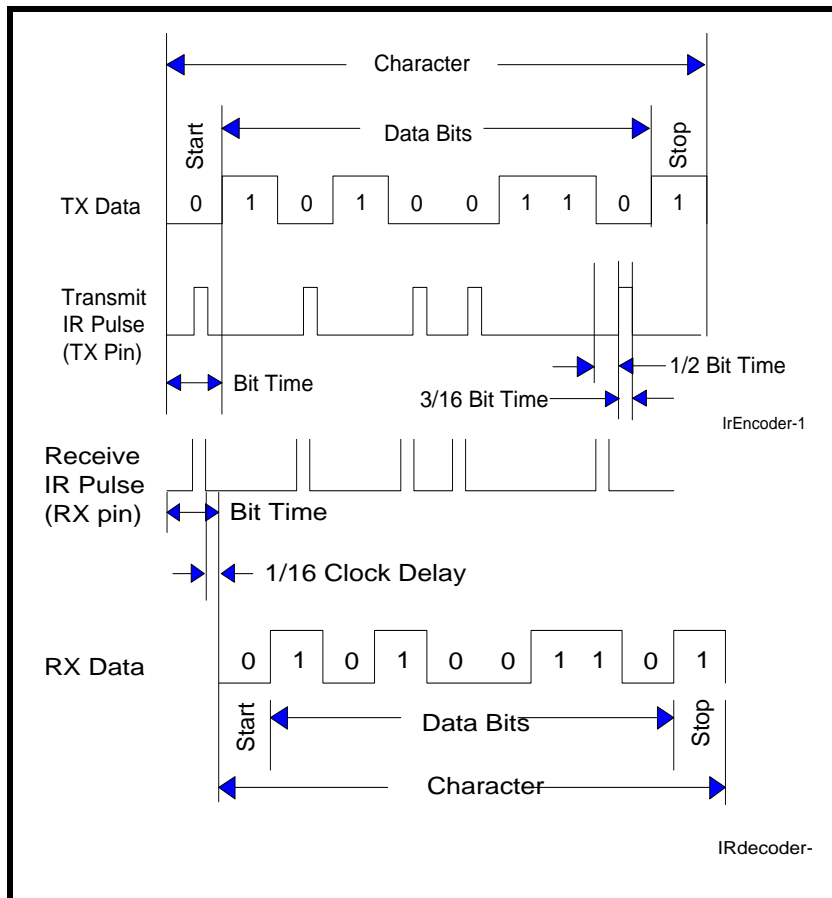 Character
Start
Data Bits
Stop
TX Data
0 1 0 1 0 0 1 1 0 1
Transmit
IR Pulse
(TX Pin)
Bit Time
1/2 Bit Time
3/16 Bit Time
IrEncoder-1
Receive
IR Pulse
(RX pin)
Bit Time
1/16 Clock Delay
RX Data
0 1 0 1 0 0 1 1 0 1
Start
Data Bits
Stop
Character
IRdecoder-